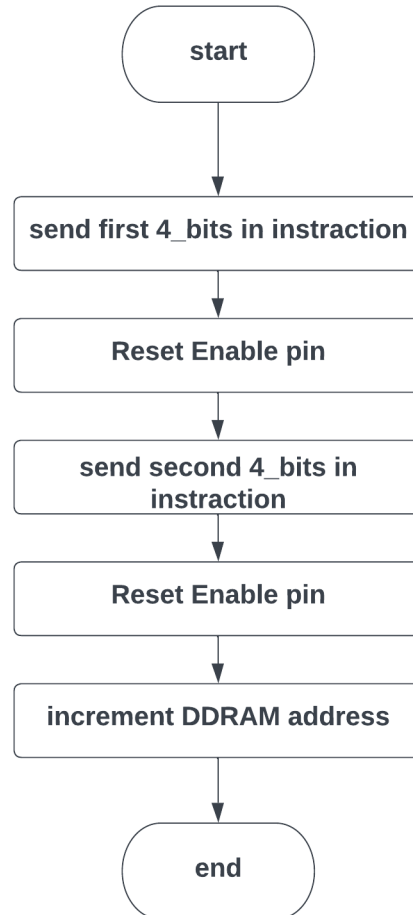 start
send first 4_bits in instraction
Reset Enable pin
send second 4_bits in
instraction
Reset Enable pin
increment DDRAM address
end